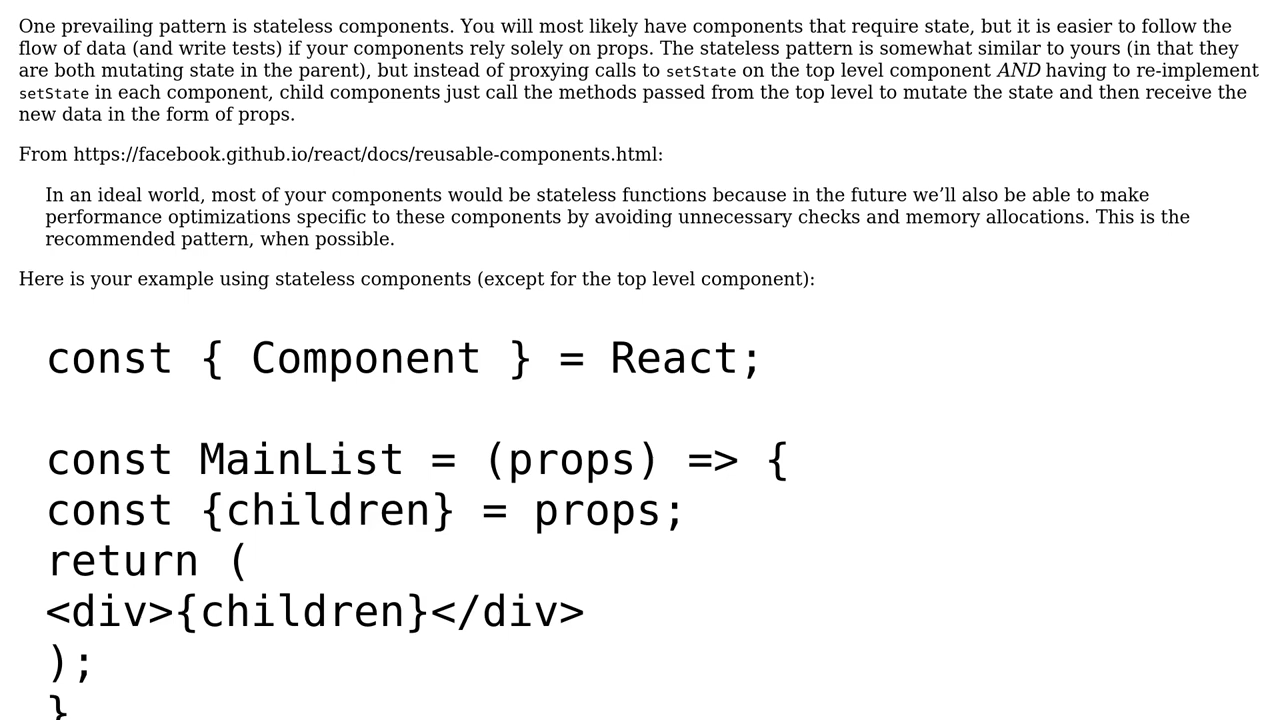 One prevailing pattern is stateless components. You will most likely have components that require state, but it is easier to follow the
flow of data (and write tests) if your components rely solely on props. The stateless pattern is somewhat similar to yours (in that they
are both mutating state in the parent), but instead of proxying calls to setState on the top level component AND having to re-implement
setState in each component, child components just call the methods passed from the top level to mutate the state and then receive the
new data in the form of props.
From https://facebook.github.io/react/docs/reusable-components.html:
In an ideal world, most of your components would be stateless functions because in the future we’ll also be able to make
performance optimizations specific to these components by avoiding unnecessary checks and memory allocations. This is the
recommended pattern, when possible.
Here is your example using stateless components (except for the top level component):
const { Component } = React;
const MainList = (props) => {
const {children} = props;
return (
<div>{children}</div>
);
}